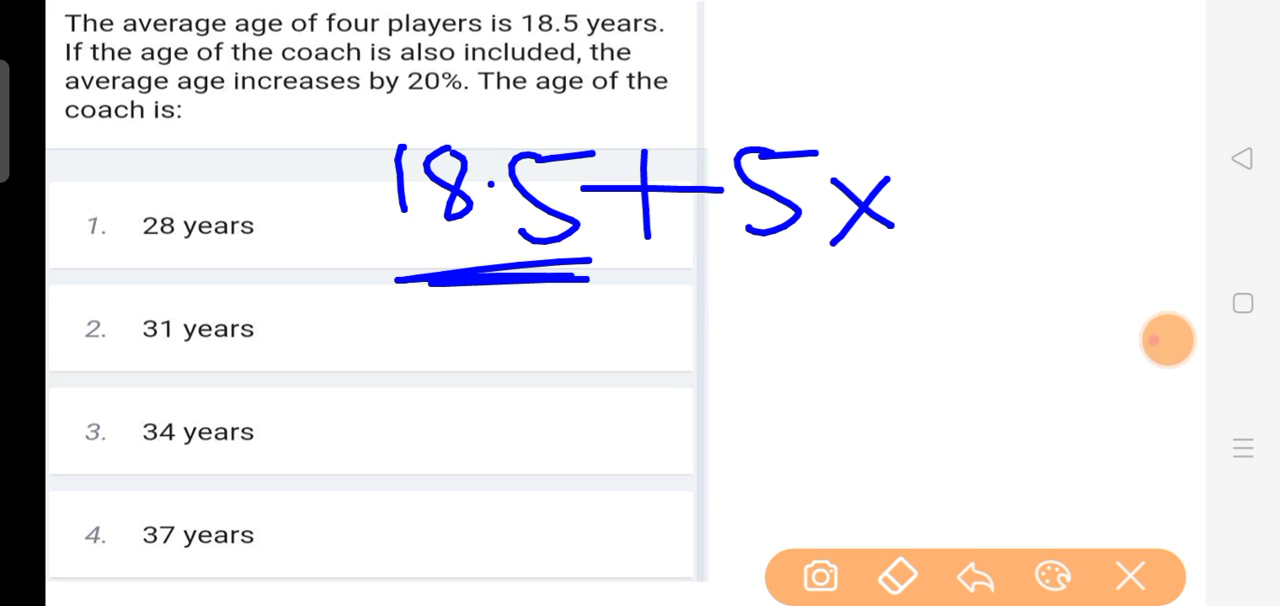 The average age of four players is 18.5 years.
If the age of the coach is also included, the
average age increases by 20%. The age of the
coach is:
18.5+5x
1. 28 years
2. 31 years
3. 34 years
4. 37 years